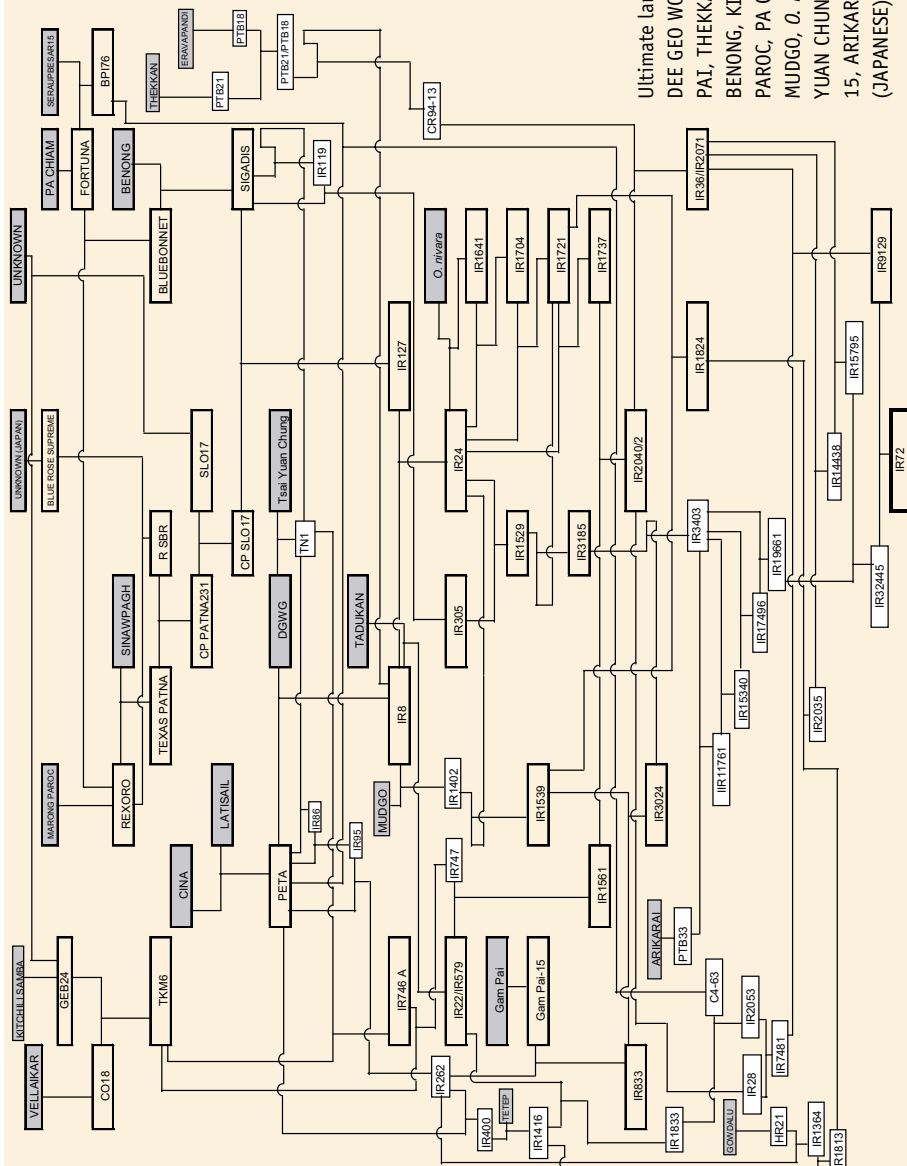 KITCHILI SAMBA
VELLAIKAR
GEB24
CO18
TKM6
MARONG PAROC
REXORO
SINAWPAGH
TEXAS PATNA
R SBR
CP PATNA231
UNKNOWN (JAPAN)
BLUE ROSE SUPREME
SLO17
CP SLO17
UNKNOWN
PA CHIAM
SERAUPBESAR15
FORTUNA
BPI76
BENONG
BLUEBONNET
SIGADIS
IR119
THEKKAN
ERAVAPANDI
PTB18
PTB21
PTB21/PTB18
CR94-13
CINA
LATISAIL
PETA
IR86
IR95
DGWG
Tsai Yuan Chung
TN1
TADUKAN
IR8
IR127
MUDGO
IR1402
IR746 A
IR747
IR22/IR579
IR305
IR24
O. nivara
IR1641
IR1704
IR1721
IR1737
IR1529
IR3185
IR1539
IR1561
Gam Pai
Gam Pai-15
IR262
TETEP
IR400
IR1416
IR833
IR3024
IR2040/2
IR1824
IR36/IR2071
ARIKARAI
PTB33
IR3403
IIR11761
IR15340
IR17496
IR19661
C4-63
IR2053
IR1833
IR28
IR7481
GOWDALU
HR21
IR1364
R1813
IR2035
IR14438
IR15795
IR32445
IR9129
IR72
Ultimate lan
DEE GEO WO
PAI, THEKKA
BENONG, KI
PAROC, PA C
MUDGO, O.
YUAN CHUN
15, ARIKAR
(JAPANESE)